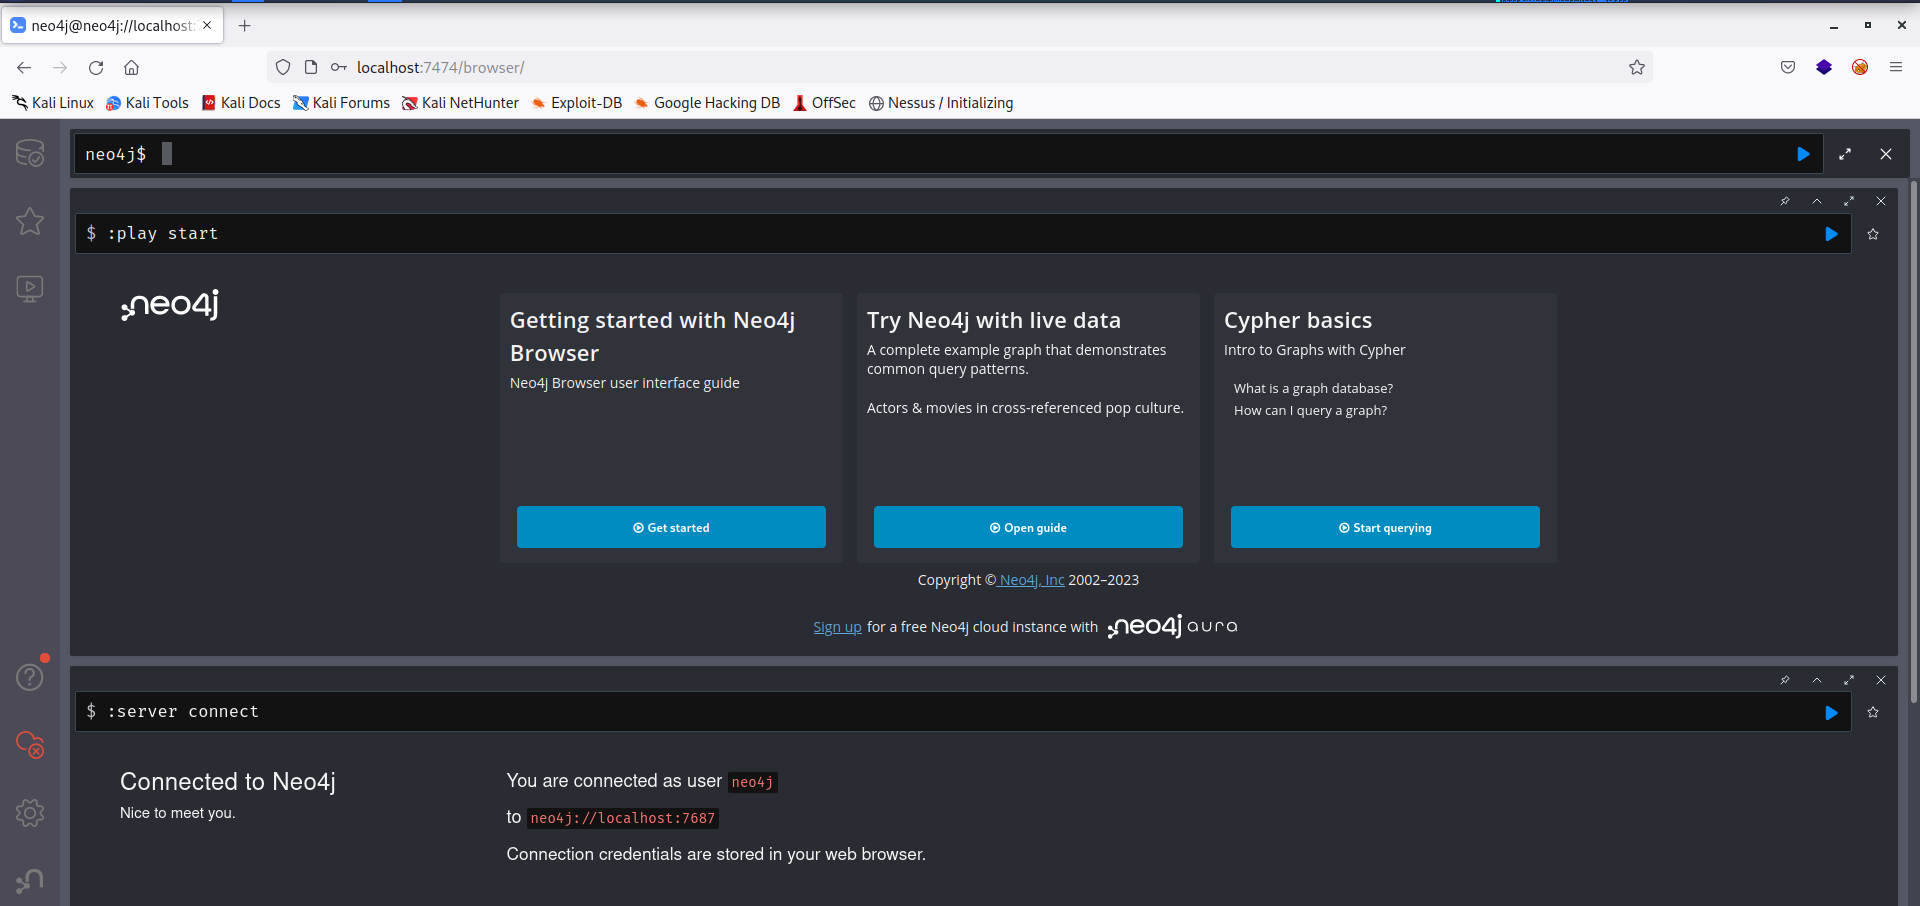 neo4j@neo4j://localhost:
localhost:7474/browser/
Kali Linux
Kali Tools
Kali Docs
Kali Forums
Kali NetHunter
Exploit-DB
Google Hacking DB
OffSec
Nessus / Initializing
neo4j$
$ :play start
neo4j
Getting started with Neo4j
Browser
Neo4j Browser user interface guide
Get started
Try Neo4j with live data
A complete example graph that demonstrates
common query patterns.
Actors & movies in cross-referenced pop culture.
Open guide
Cypher basics
Intro to Graphs with Cypher
What is a graph database?
How can I query a graph?
Start querying
Copyright © Neo4j, Inc 2002–2023
Sign up for a free Neo4j cloud instance with neo4j aura
$ :server connect
Connected to Neo4j
Nice to meet you.
You are connected as user neo4j
to neo4j://localhost:7687
Connection credentials are stored in your web browser.